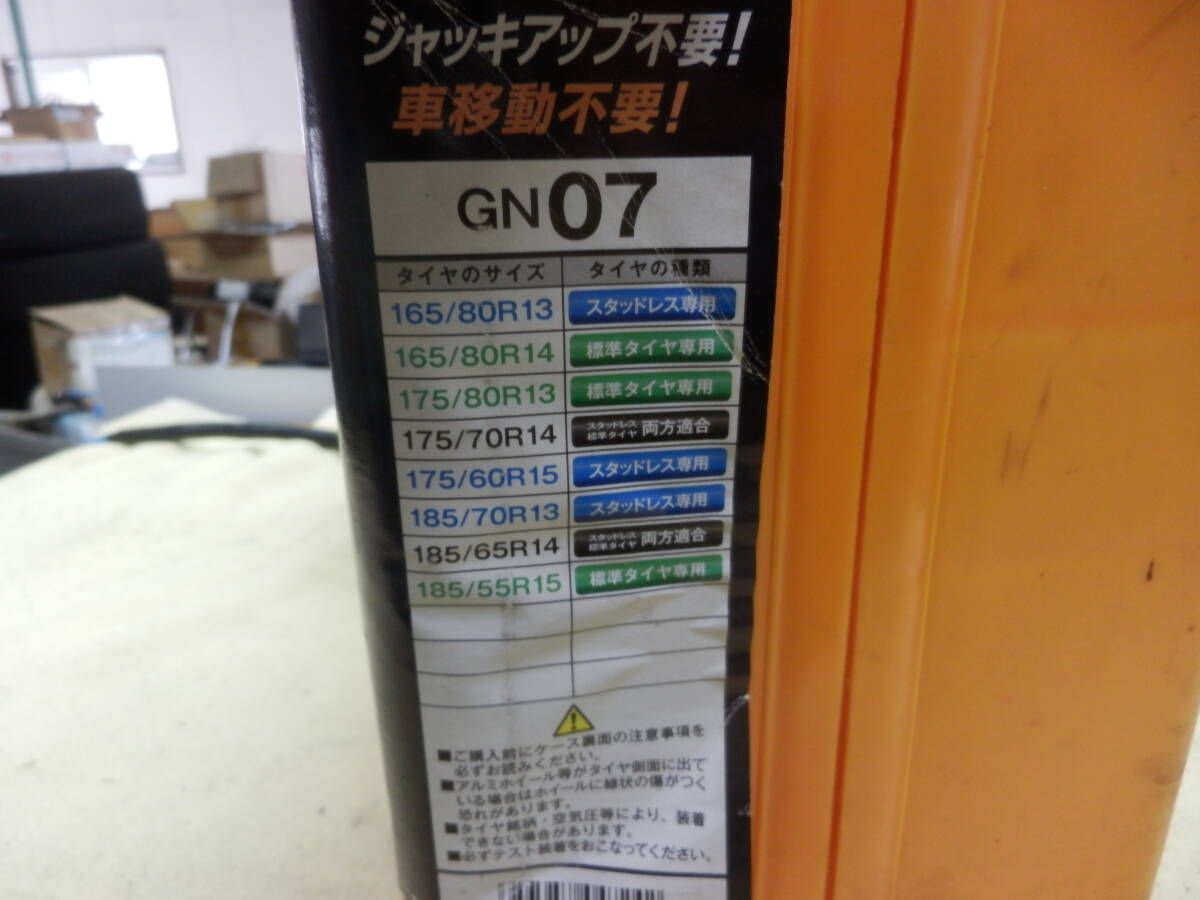 ジャッキアップ不要!
車移動不要!
GN07
タイヤのサイズ タイヤの種類
165/80R13 スタッドレス専用
165/80R14 標準タイヤ専用
175/80R13 標準タイヤ専用
175/70R14 スタッドレス 標準タイヤ 両方適合
175/60R15 スタッドレス専用
185/70R13 スタッドレス専用
185/65R14 スタッドレス 標準タイヤ 両方適合
185/55R15 標準タイヤ専用
■ご購入前にケース裏面の注意事項を
必ずお読みください。
■アルミホイール等がタイヤ側面に出て
いる場合はホイールに線状の傷がつく
恐れがあります。
■タイヤ銘柄・空気圧等により、装着
できない場合があります。
■必ずテスト装着をおこなってください。